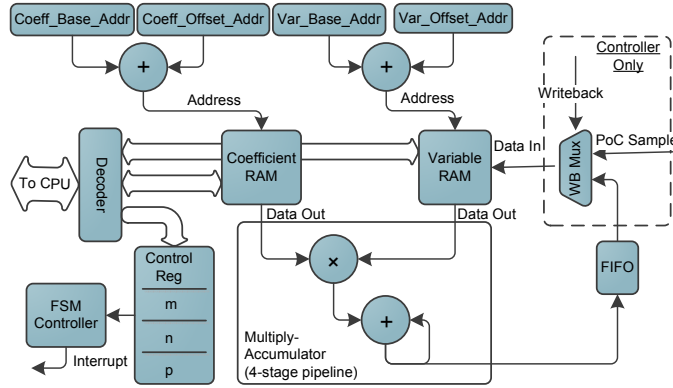 Coeff_Base_Addr
Coeff_Offset_Addr
Var_Base_Addr
Var_Offset_Addr
+
+
Controller
Only
Address
Address
Writeback
Decoder
To CPU
Coefficient
RAM
Variable
RAM
Data In
WB Mux
PoC Sample
Data Out
Data Out
Control
Reg
m
n
p
×
+
FIFO
FSM
Controller
Interrupt
Multiply-
Accumulator
(4-stage pipeline)